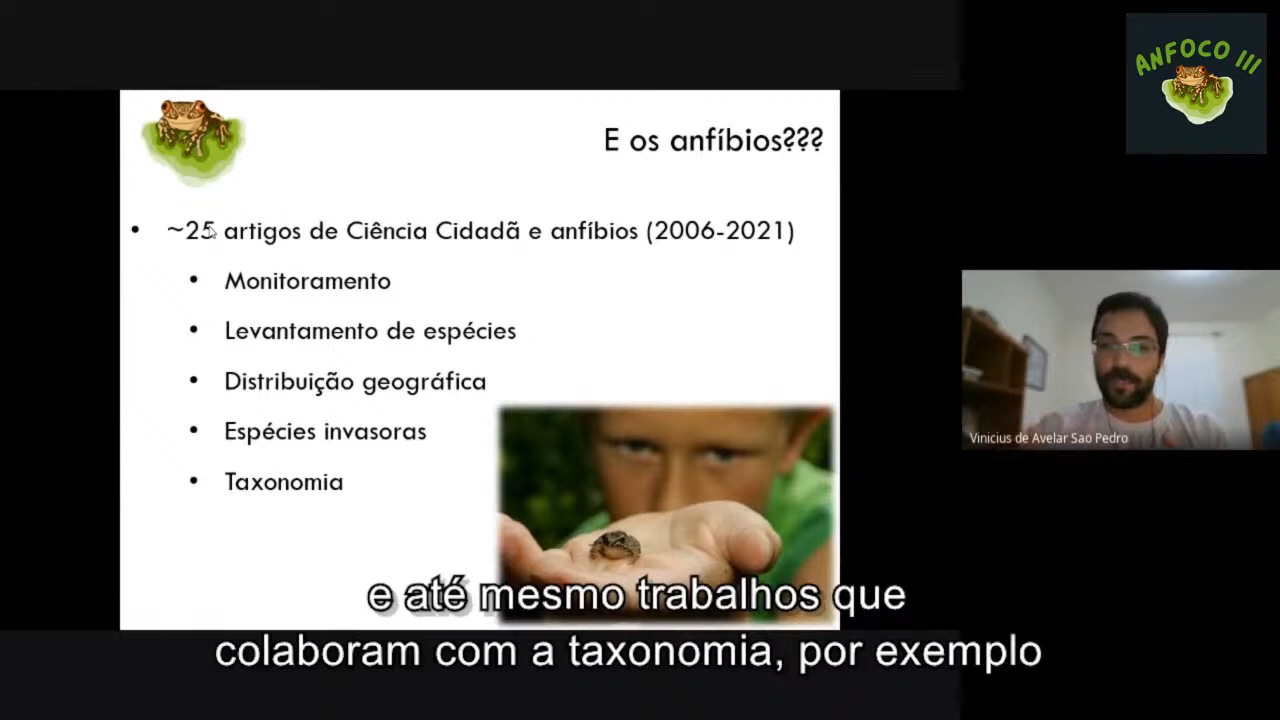 ANFOCO III
E os anfíbios???
• ~25 artigos de Ciência Cidadã e anfíbios (2006-2021)
• Monitoramento
• Levantamento de espécies
• Distribuição geográfica
• Espécies invasoras
• Taxonomia
Vinicius de Avelar Sao Pedro
e até mesmo trabalhos que
colaboram com a taxonomia, por exemplo